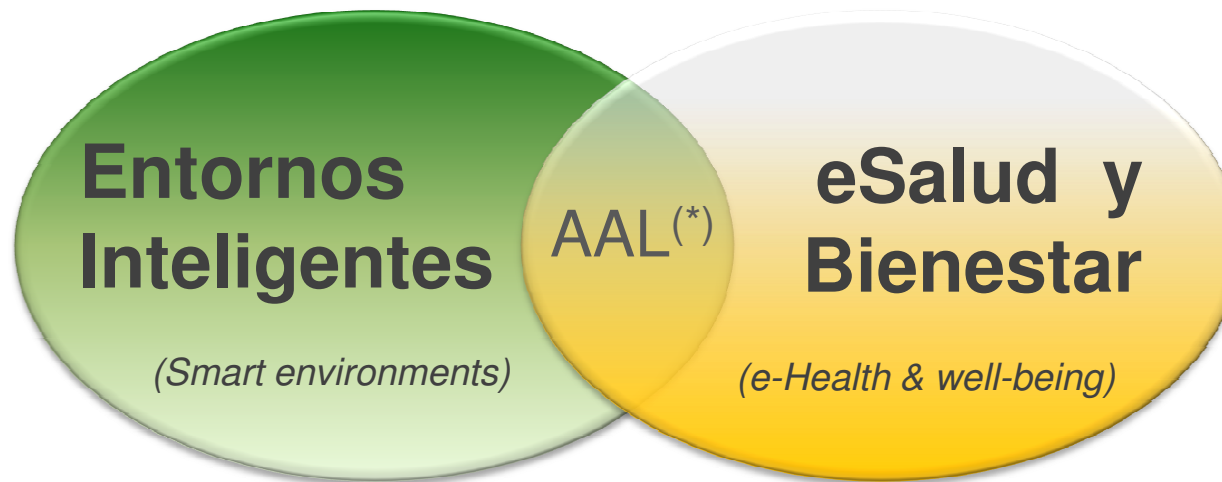 Entornos
Inteligentes
(Smart environments)
AAL(*)
eSalud y
Bienestar
(e-Health & well-being)